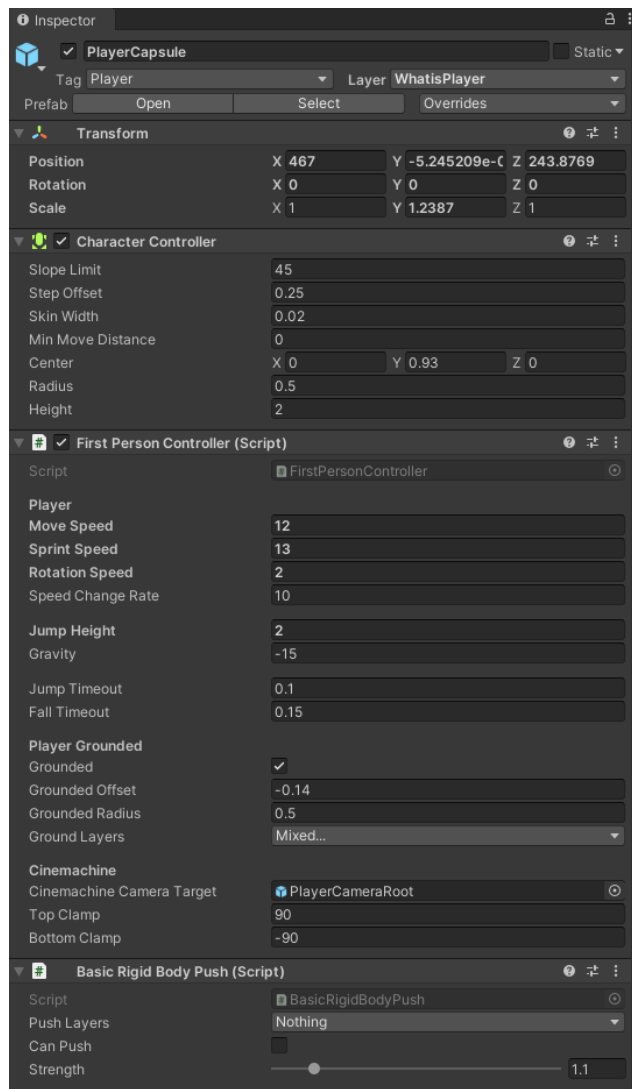 Inspector
PlayerCapsule Static
Tag Player Layer WhatisPlayer
Prefab Open Select Overrides
Transform
Position X 467 Y -5.245209e-0 Z 243.8769
Rotation X 0 Y 0 Z 0
Scale X 1 Y 1.2387 Z 1
Character Controller
Slope Limit 45
Step Offset 0.25
Skin Width 0.02
Min Move Distance 0
Center X 0 Y 0.93 Z 0
Radius 0.5
Height 2
# First Person Controller (Script)
Script # FirstPersonController
Player
Move Speed 12
Sprint Speed 13
Rotation Speed 2
Speed Change Rate 10
Jump Height 2
Gravity -15
Jump Timeout 0.1
Fall Timeout 0.15
Player Grounded
Grounded
Grounded Offset -0.14
Grounded Radius 0.5
Ground Layers Mixed...
Cinemachine
Cinemachine Camera Target PlayerCameraRoot
Top Clamp 90
Bottom Clamp -90
# Basic Rigid Body Push (Script)
Script # BasicRigidBodyPush
Push Layers Nothing
Can Push
Strength 1.1